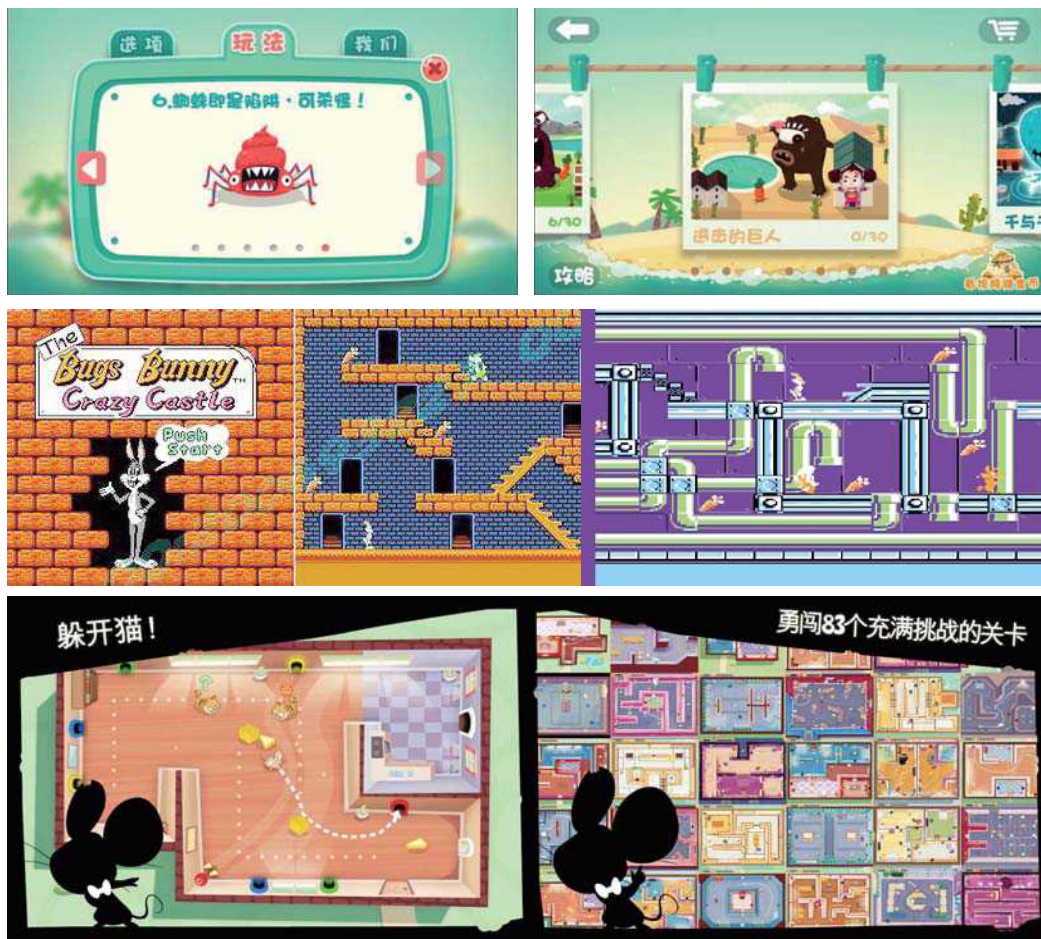 选项
玩法
我们
6.蜘蛛即是陷阱·可杀怪！
6/30
进击的巨人
0/30
千与千
攻略
The
Bugs Bunny™
Crazy Castle
Push
Start
躲开猫！
勇闯83个充满挑战的关卡